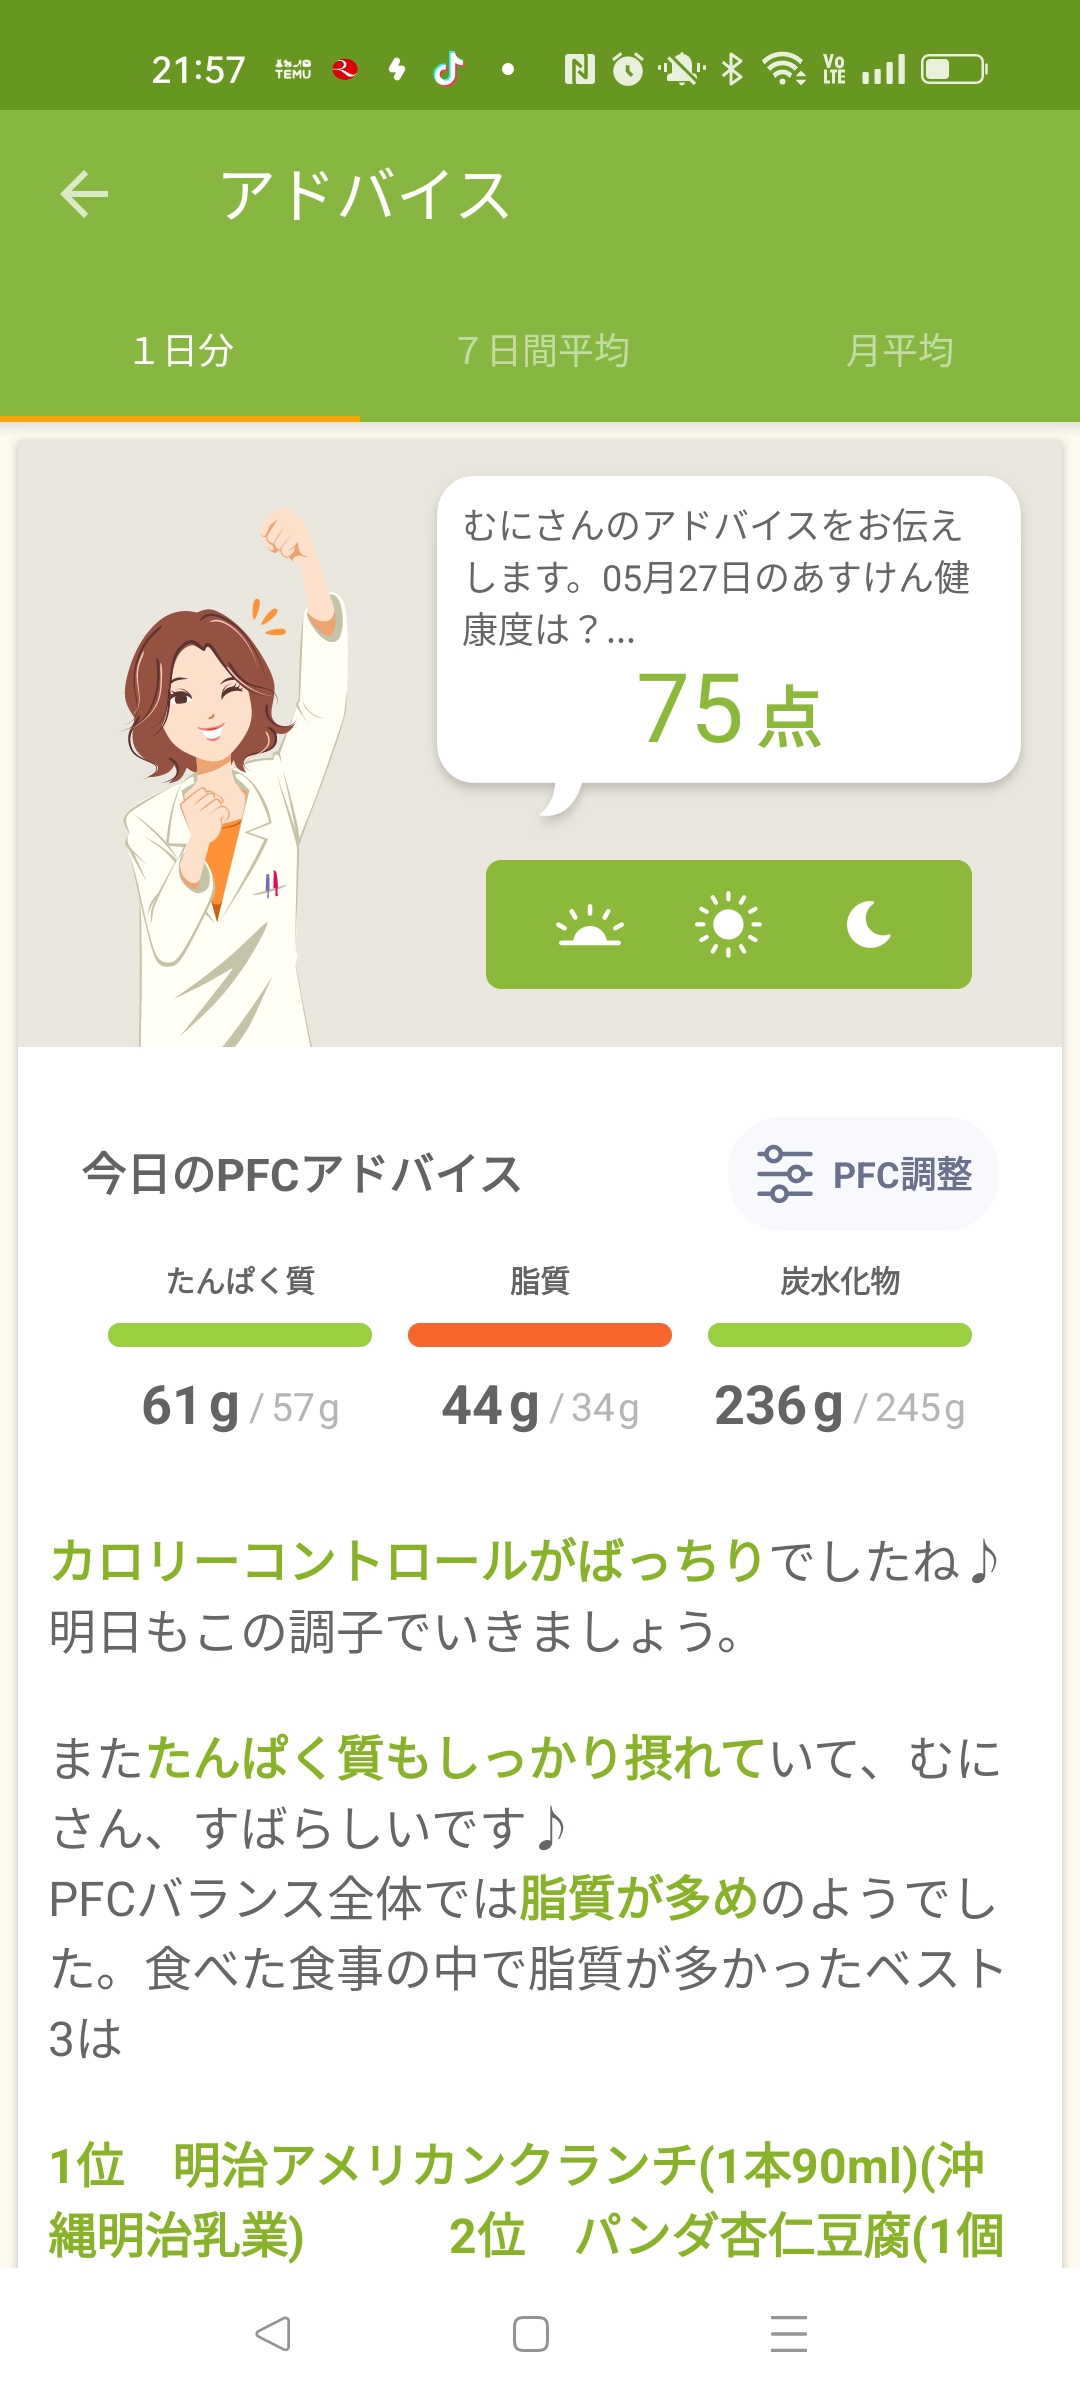 21:57 TEMU Vo LTE
アドバイス
1日分 7日間平均 月平均
むにさんのアドバイスをお伝え
します。05月27日のあすけん健
康度は？...
75点
今日のPFCアドバイス PFC調整
たんぱく質 脂質 炭水化物
61g /57g 44g /34g 236g /245g
カロリーコントロールがばっちりでしたね♪
明日もこの調子でいきましょう。
またたんぱく質もしっかり摂れていて、むに
さん、すばらしいです♪
PFCバランス全体では脂質が多めのようでし
た。食べた食事の中で脂質が多かったベスト
3は
1位　明治アメリカンクランチ(1本90ml)(沖
縄明治乳業)　　　2位　パンダ杏仁豆腐(1個